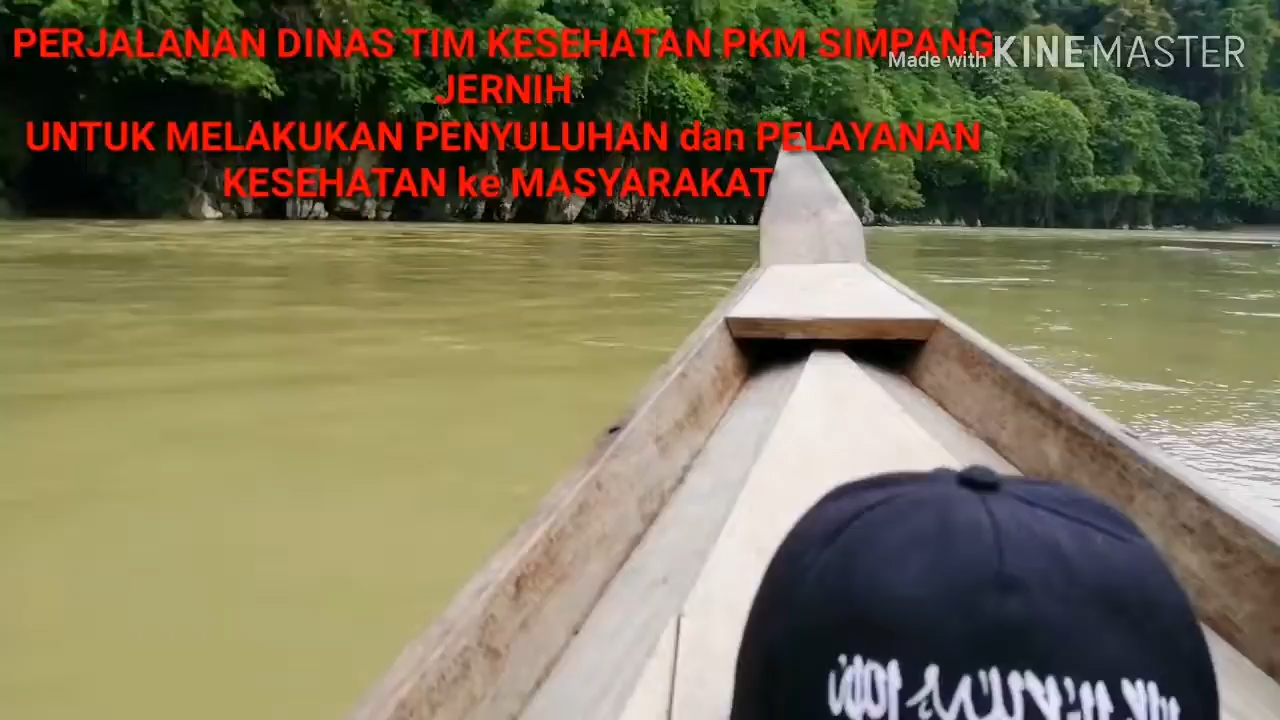 PERJALANAN DINAS TIM KESEHATAN PKM SIMPANG
JERNIH
UNTUK MELAKUKAN PENYULUHAN dan PELAYANAN
KESEHATAN ke MASYARAKAT
Made with KINEMASTER